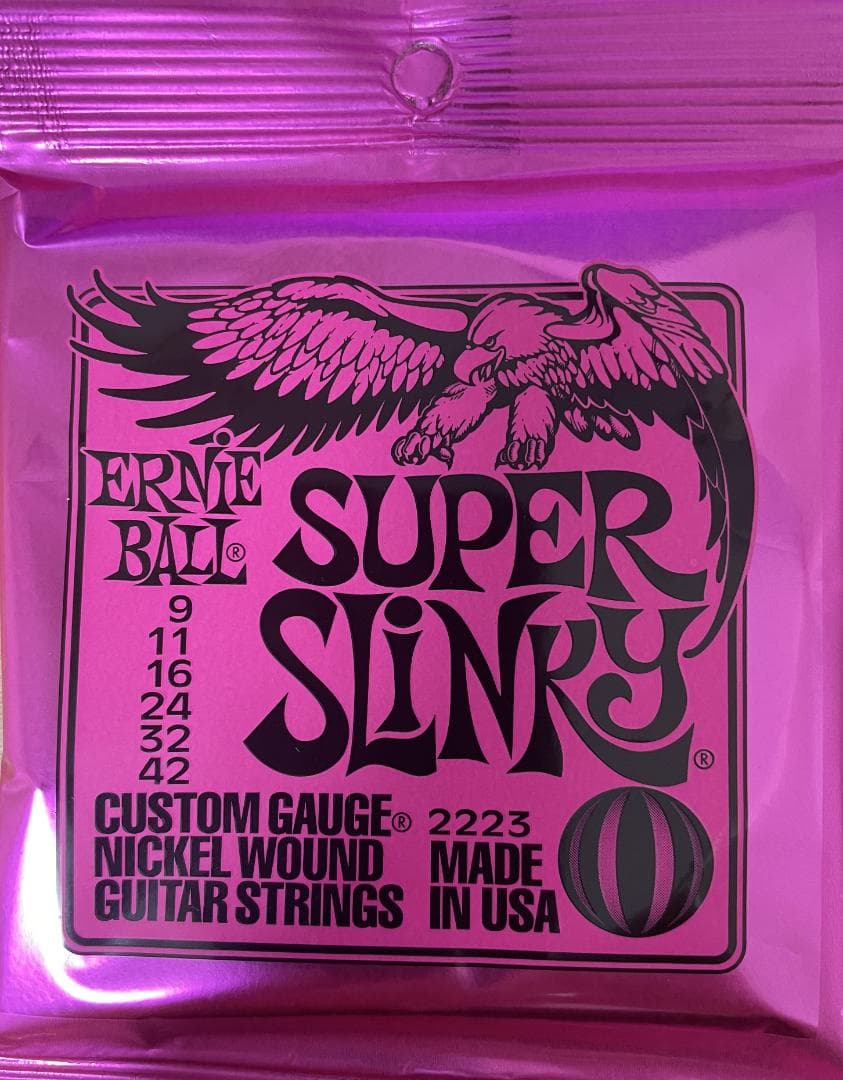 ERNIE
BALL®
SUPER
SLINKY®
9
11
16
24
32
42
CUSTOM GAUGE®
NICKEL WOUND
GUITAR STRINGS
2223
MADE
IN USA